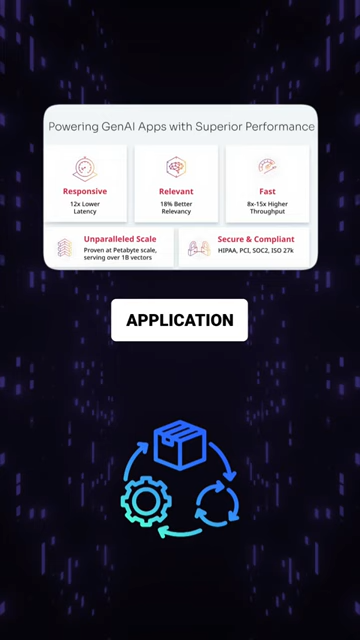 Powering GenAI Apps with Superior Performance
Responsive
12x Lower
Latency
Relevant
18% Better
Relevancy
Fast
8x-15x Higher
Throughput
Unparalleled Scale
Proven at Petabyte scale,
serving over 1B vectors
Secure & Compliant
HIPAA, PCI, SOC2, ISO 27k
APPLICATION